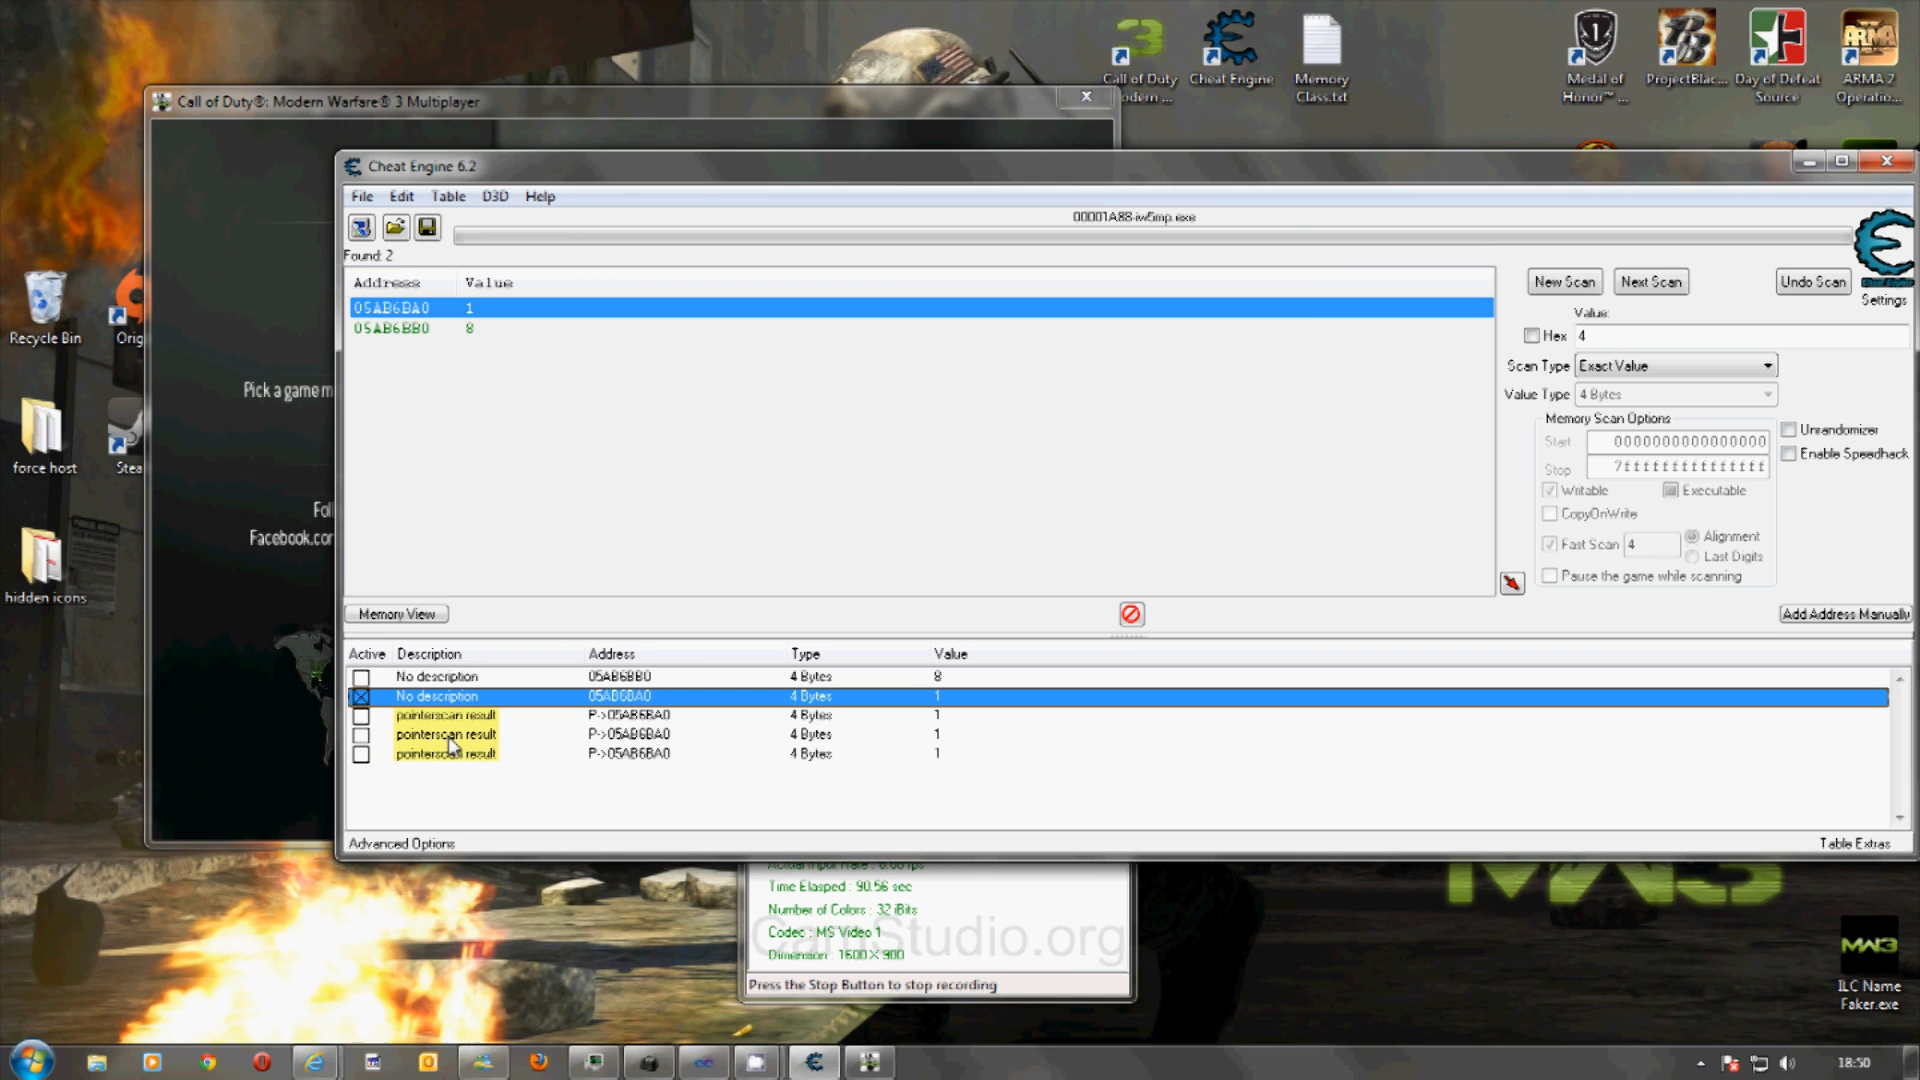 Call of Duty
odern ...
Cheat Engine
Memory
Class.txt
Medal of
Honor™ ...
ProjectBlac...
Day of Defeat
Source
ARMA 2
Operatio...
Call of Duty®: Modern Warfare® 3 Multiplayer
Cheat Engine 6.2
File Edit Table D3D Help
00001A88-iw5mp.exe
Found: 2
Address Value
05AB6BA0 1
05AB6BB0 8
New Scan Next Scan Undo Scan
Settings
Value:
Hex 4
Scan Type Exact Value
Value Type 4 Bytes
Memory Scan Options
Start 0000000000000000
Stop 7fffffffffffffff
Writable Executable
CopyOnWrite
Fast Scan 4 Alignment
Last Digits
Pause the game while scanning
Unrandomizer
Enable Speedhack
Memory View
Add Address Manually
Active Description Address Type Value
No description 05AB6BB0 4 Bytes 8
No description 05AB6BA0 4 Bytes 1
pointerscan result P->05AB6BA0 4 Bytes 1
pointerscan result P->05AB6BA0 4 Bytes 1
pointerscan result P->05AB6BA0 4 Bytes 1
Advanced Options Table Extras
Recycle Bin
Orig
force host
Stea
hidden icons
Pick a game m
Fol
Facebook.cor
Time Elasped : 90.56 sec
Number of Colors : 32 iBits
Codec : MS Video 1
Dimension : 1600 X 900
CamStudio.org
Press the Stop Button to stop recording
MW3
MW3
ILC Name
Faker.exe
18:50